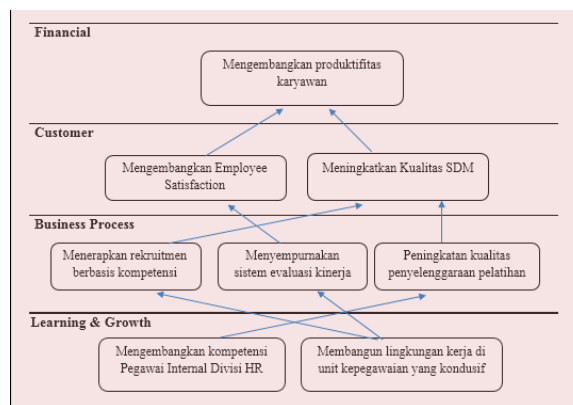 Financial
Mengembangkan produktifitas
karyawan
Customer
Mengembangkan Employee
Satisfaction
Meningkatkan Kualitas SDM
Business Process
Menerapkan rekruitmen
berbasis kompetensi
Menyempurnakan
sistem evaluasi kinerja
Peningkatan kualitas
penyelenggaraan pelatihan
Learning & Growth
Mengembangkan kompetensi
Pegawai Internal Divisi HR
Membangun lingkungan kerja di
unit kepegawaian yang kondusif